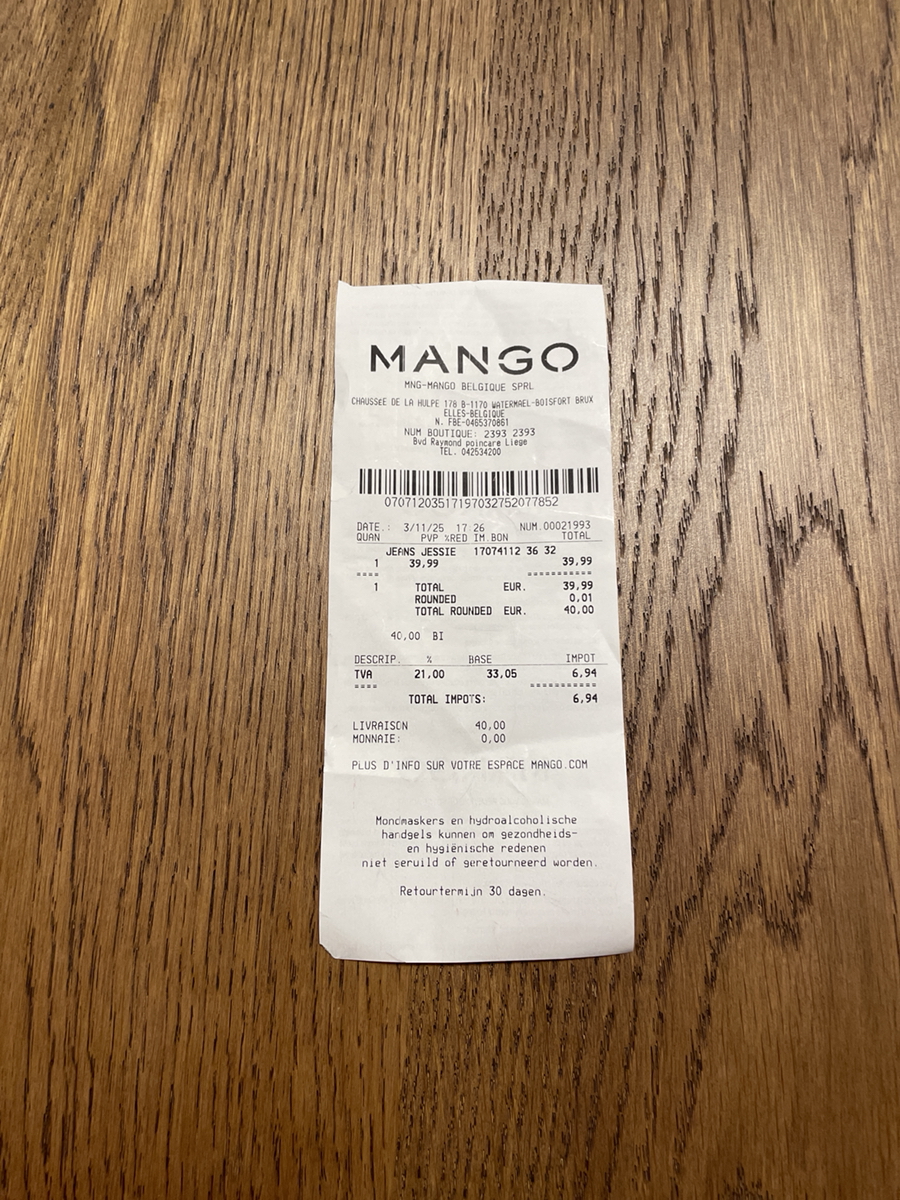 MANGO
MNG-MANGO BELGIQUE SPRL
CHAUSSéE DE LA HULPE 178 B-1170 WATERMAEL-BOISFORT BRUX
ELLES-BELGIQUE
N. FBE-0465370861
NUM BOUTIQUE: 2393 2393
Bvd Raymond poincare Liege
TEL. 042534200
07071203517197032752077852
DATE.: 3/11/25 17 26 NUM.00021993
QUAN PVP %RED IM.BON TOTAL
JEANS JESSIE 17074112 36 32
1 39,99 39,99
==== ===========
1 TOTAL EUR. 39,99
ROUNDED 0,01
TOTAL ROUNDED EUR. 40,00
40,00 BI
DESCRIP. % BASE IMPOT
TVA 21,00 33,05 6,94
==== ===========
TOTAL IMPOTS: 6,94
LIVRAISON 40,00
MONNAIE: 0,00
PLUS D'INFO SUR VOTRE ESPACE MANGO.COM
Mondmaskers en hydroalcoholische
handgels kunnen om gezondheids-
en hygiënische redenen
niet geruild of geretourneerd worden.
Retourtermijn 30 dagen.